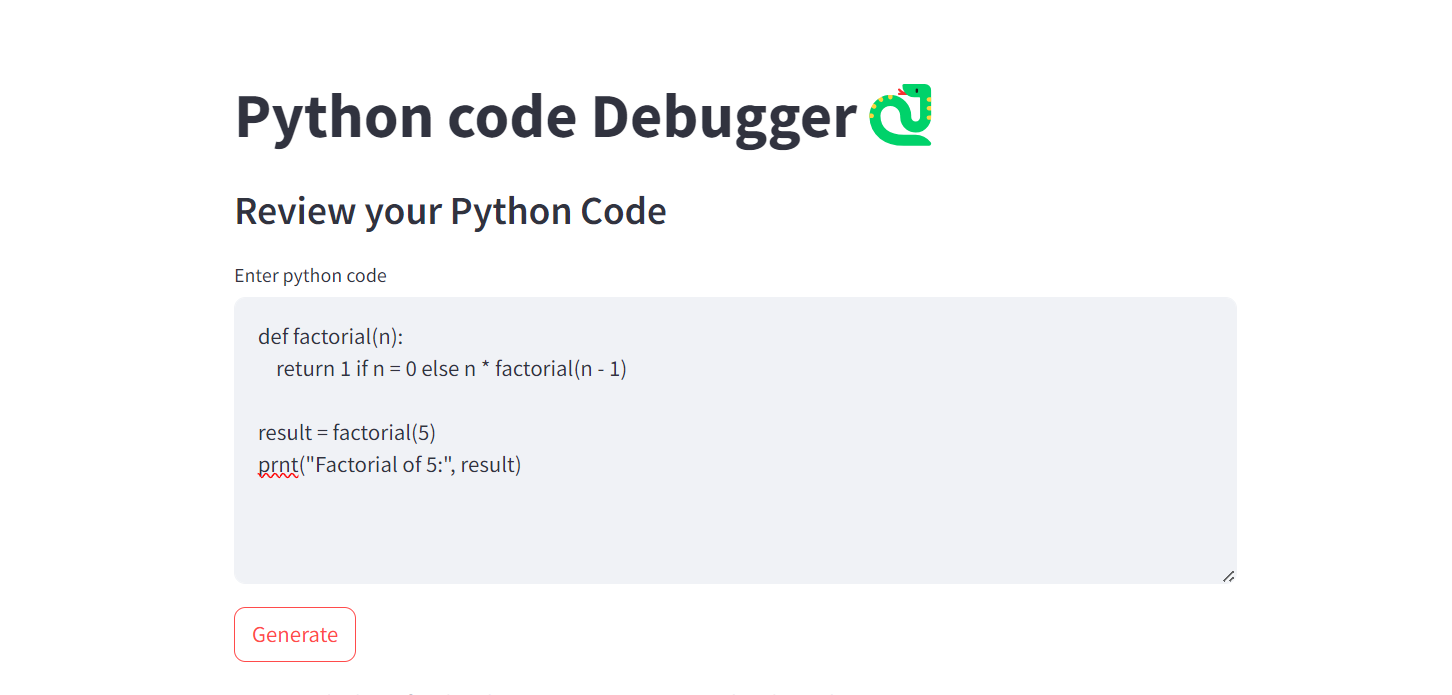 Python code Debugger
Review your Python Code
Enter python code
def factorial(n):
    return 1 if n = 0 else n * factorial(n - 1)
result = factorial(5)
prnt("Factorial of 5:", result)
Generate